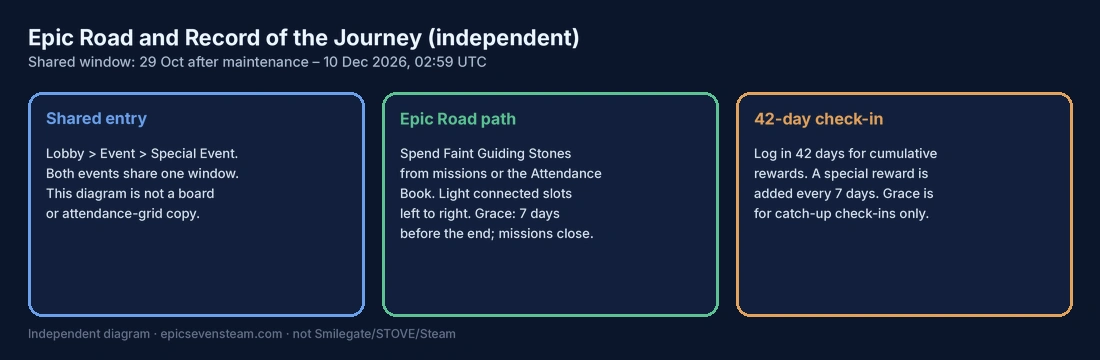 Epic Road and Record of the Journey (independent)
Shared window: 29 Oct after maintenance – 10 Dec 2026, 02:59 UTC
Shared entry
Lobby > Event > Special Event.
Both events share one window.
This diagram is not a board
or attendance-grid copy.
Epic Road path
Spend Faint Guiding Stones
from missions or the Attendance
Book. Light connected slots
left to right. Grace: 7 days
before the end; missions close.
42-day check-in
Log in 42 days for cumulative
rewards. A special reward is
added every 7 days. Grace is
for catch-up check-ins only.
Independent diagram · epicsevensteam.com · not Smilegate/STOVE/Steam